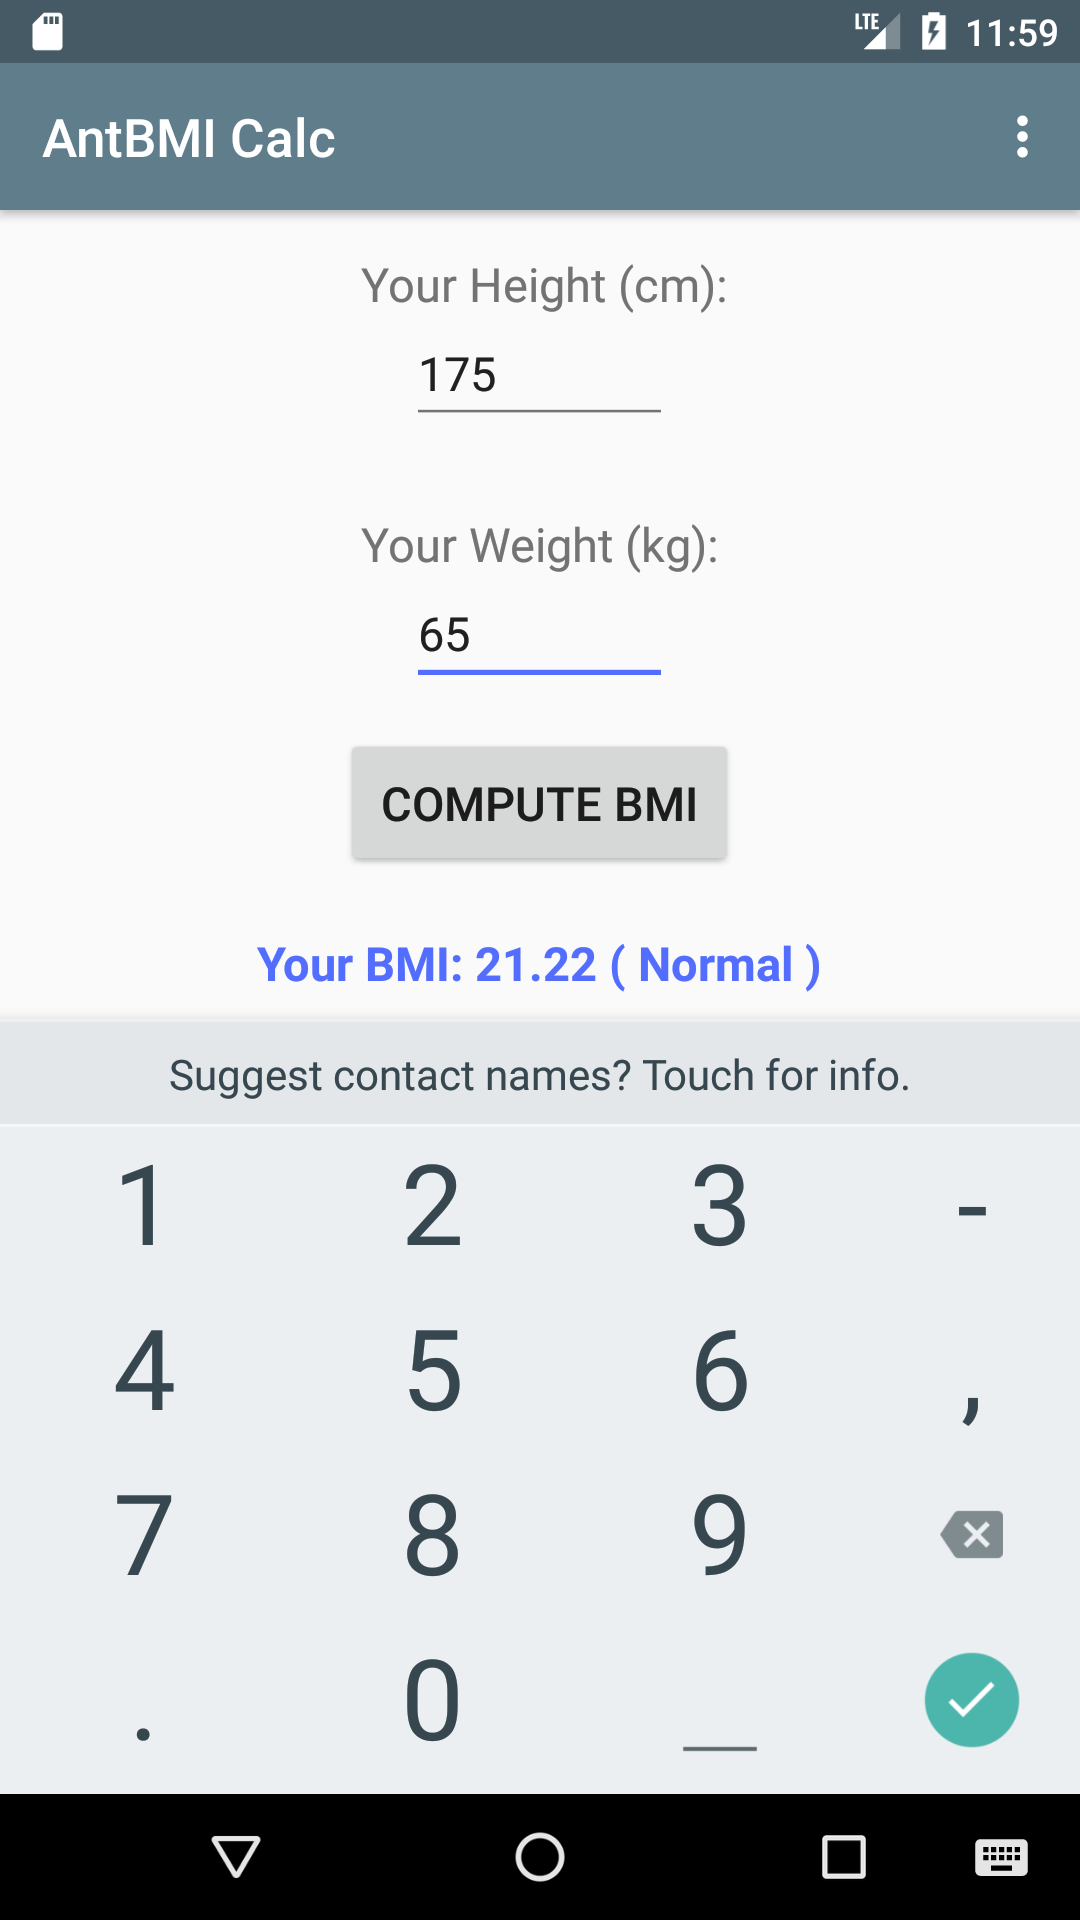 LTE 11:59
AntBMI Calc
Your Height (cm):
175
Your Weight (kg):
65
COMPUTE BMI
Your BMI: 21.22 ( Normal )
Suggest contact names? Touch for info.
1 2 3 -
4 5 6 ,
7 8 9
. 0 _